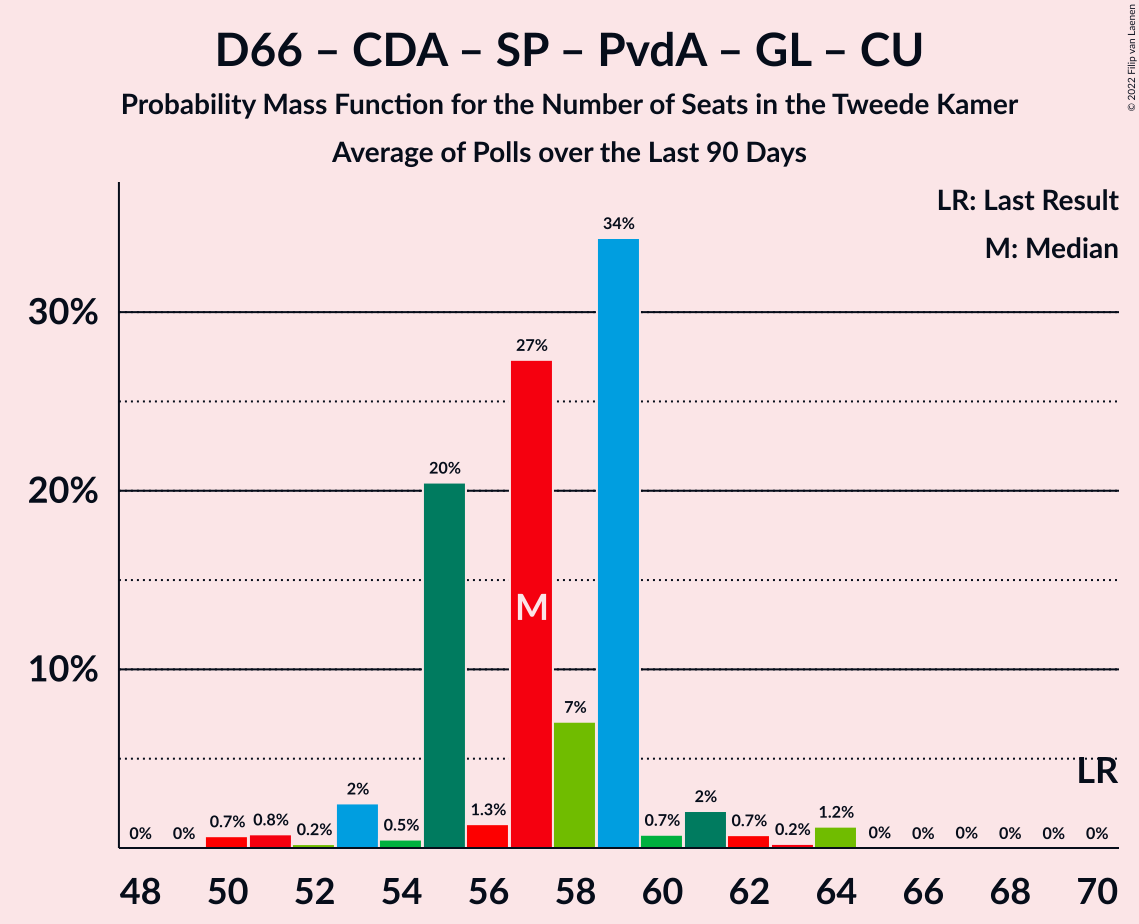 D66 – CDA – SP – PvdA – GL – CU
Probability Mass Function for the Number of Seats in the Tweede Kamer
Average of Polls over the Last 90 Days
© 2022 Filip van Laenen
LR: Last Result
M: Median
30%
20%
10%
0% 0% 0.7% 0.8% 0.2% 2% 0.5% 20% 1.3% 27% 7% 34% 0.7% 2% 0.7% 0.2% 1.2% 0% 0% 0% 0% 0% 0%
M
LR
48 50 52 54 56 58 60 62 64 66 68 70